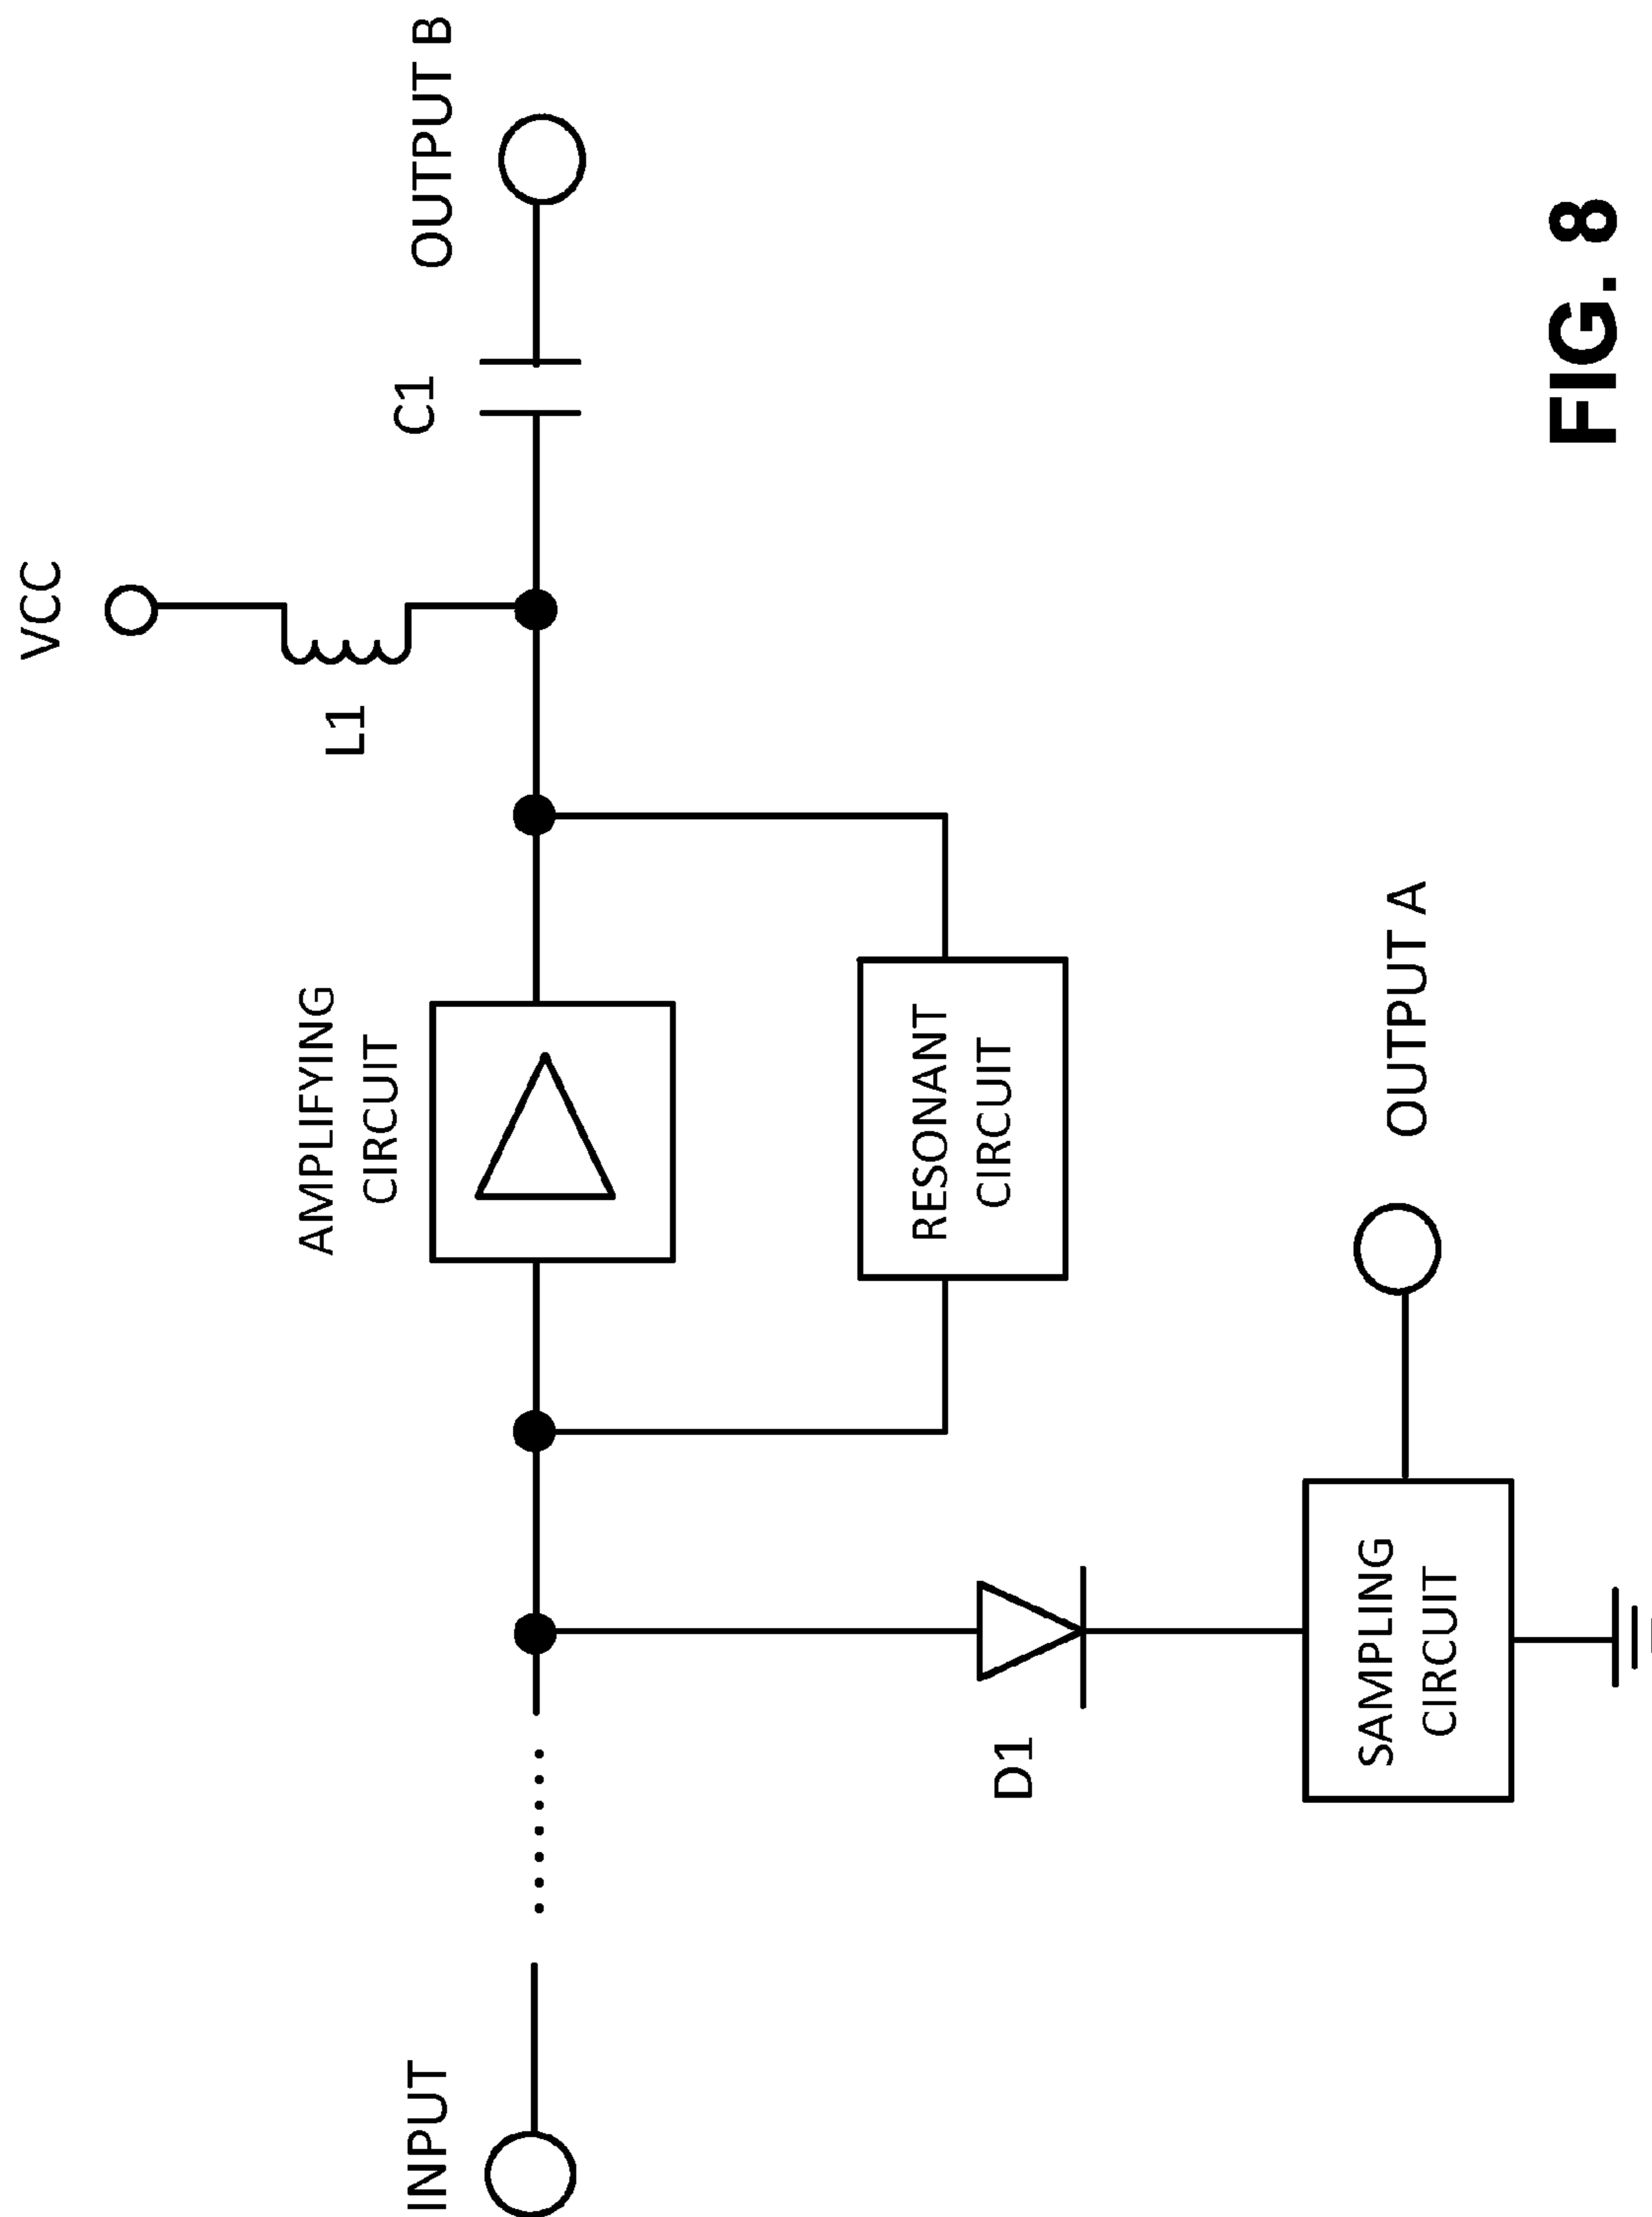 VCC
L1
C1
OUTPUT B
AMPLIFYING
CIRCUIT
INPUT
RESONANT
CIRCUIT
D1
SAMPLING
CIRCUIT
OUTPUT A
FIG. 8